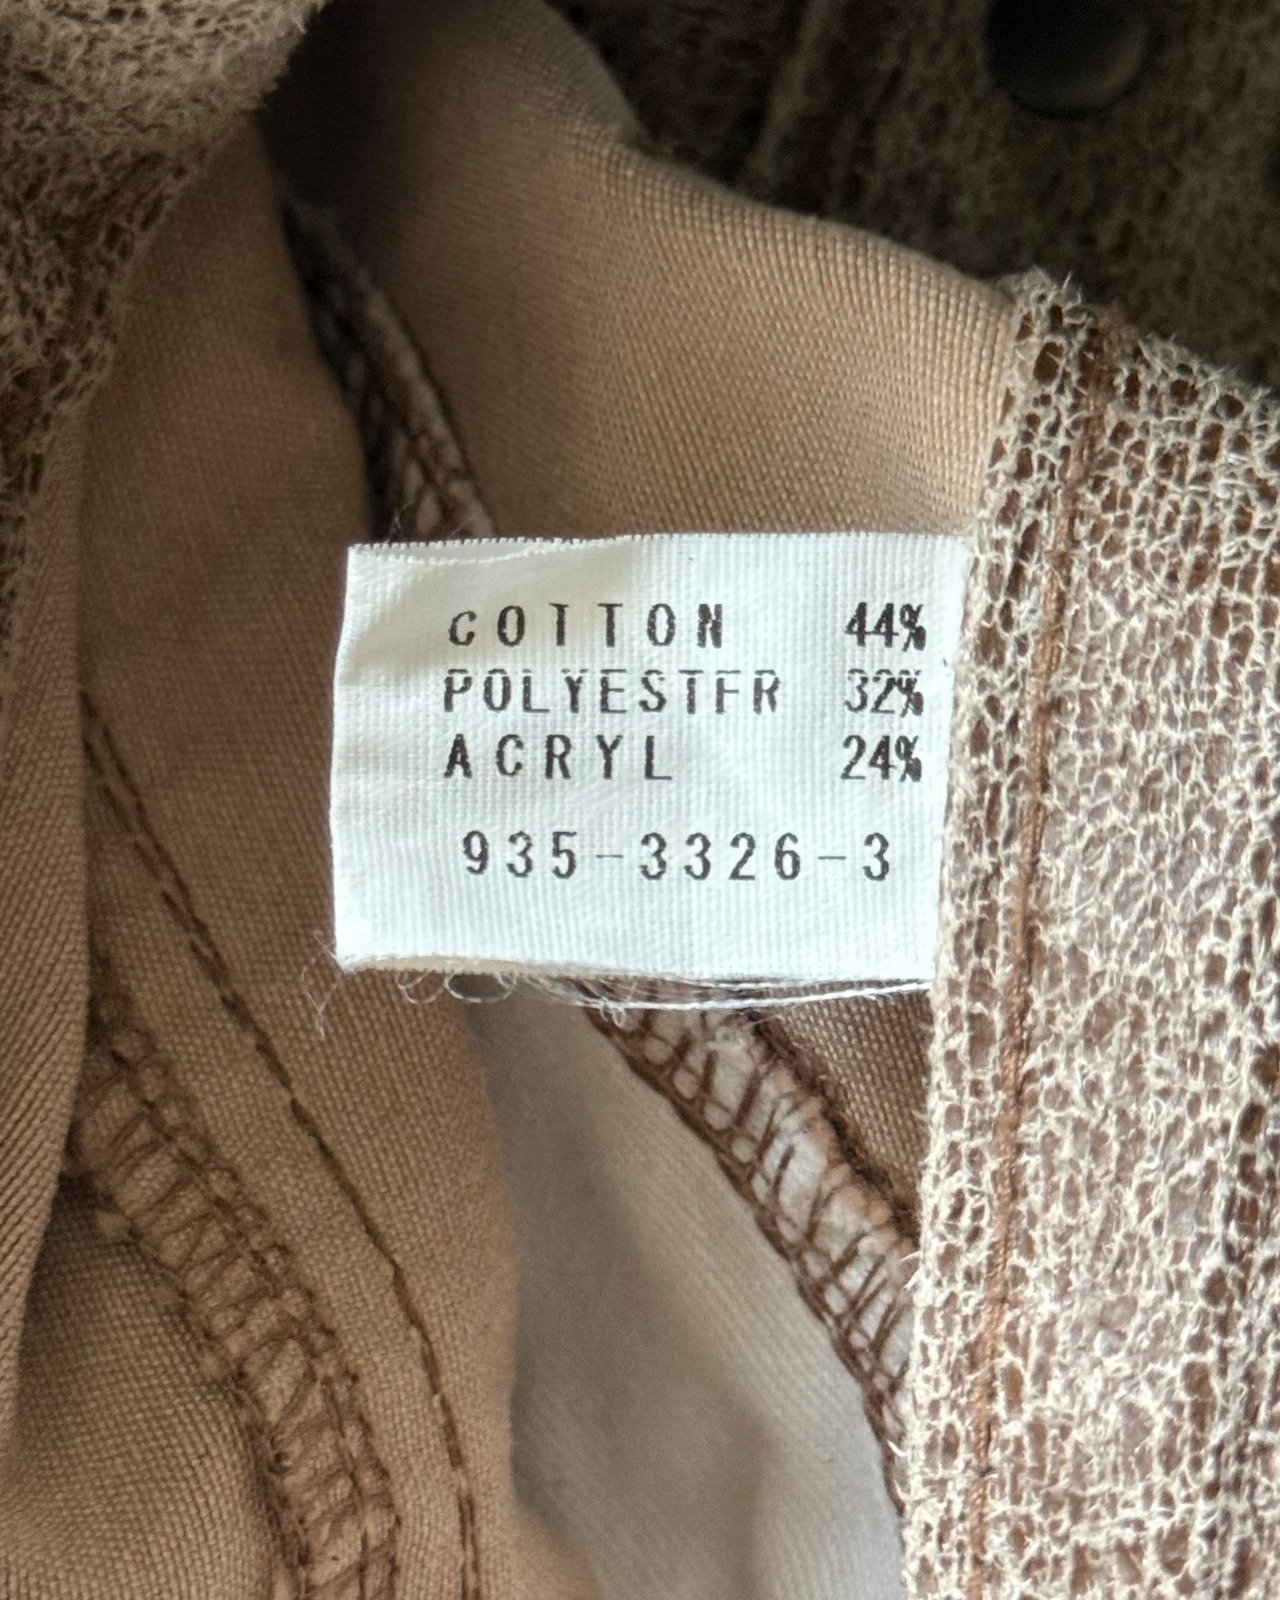 COTTON 44%
POLYESTER 32%
ACRYL 24%
935-3326-3